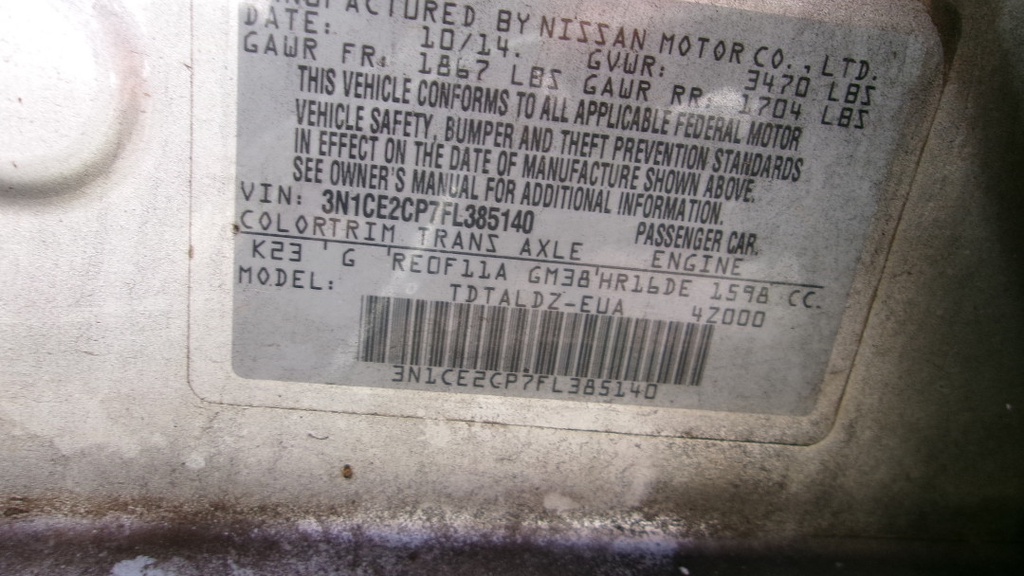 MANUFACTURED BY NISSAN MOTOR CO., LTD.
DATE: 10/14. GVWR: 3470 LBS
GAWR FR: 1867 LBS GAWR RR: 1704 LBS
THIS VEHICLE CONFORMS TO ALL APPLICABLE FEDERAL MOTOR
VEHICLE SAFETY, BUMPER AND THEFT PREVENTION STANDARDS
IN EFFECT ON THE DATE OF MANUFACTURE SHOWN ABOVE.
SEE OWNER'S MANUAL FOR ADDITIONAL INFORMATION.
VIN: 3N1CE2CP7FL385140 PASSENGER CAR.
COLORTRIM TRANS AXLE ENGINE
K23 ' G 'RE0F11A GM38'HR16DE 1598 CC.
MODEL: TDTALDZ-EUA 4Z000
3N1CE2CP7FL385140